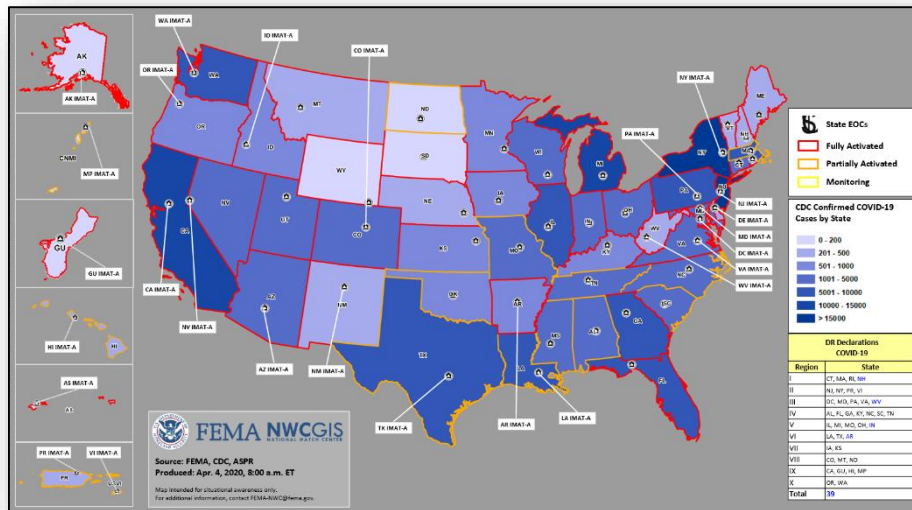 WA IMAT-A
ID IMAT-A
CO IMAT-A
OR IMAT-A
NY IMAT-A
PA IMAT-A
AK
AK IMAT-A
CNMI
MP IMAT-A
GU
GU IMAT-A
HI IMAT-A
HI
AS IMAT-A
AS
PR IMAT-A
VI IMAT-A
PR
WA
MT
ND
MN
ME
OR
ID
SD
WI
MI
NY
VT
NH
WY
IA
PA
NV
UT
NE
IL
IN
OH
CA
CO
KS
MO
KY
WV
VA
AZ
NM
OK
AR
TN
NC
SC
TX
LA
MS
AL
GA
FL
NJ IMAT-A
DE IMAT-A
MD IMAT-A
DC IMAT-A
VA IMAT-A
WV IMAT-A
CA IMAT-A
NV IMAT-A
AZ IMAT-A
NM IMAT-A
TX IMAT-A
AR IMAT-A
LA IMAT-A
State EOCs
Fully Activated
Partially Activated
Monitoring
CDC Confirmed COVID-19
Cases by State
0 - 200
201 - 500
501 - 1000
1001 - 5000
5001 - 10000
10000 - 15000
> 15000
DR Declarations
COVID-19
Region State
I CT, MA, RI, NH
II NJ, NY, PR, VI
III DC, MD, PA, VA, WV
IV AL, FL, GA, KY, NC, SC, TN
V IL, MI, MO, OH, IN
VI LA, TX, AR
VII IA, KS
VIII CO, MT, ND
IX CA, GU, HI, MP
X OR, WA
Total 39
FEMA NWCGIS
NATIONAL WATCH CENTER
Source: FEMA, CDC, ASPR
Produced: Apr. 4, 2020, 8:00 a.m. ET
Map intended for situational awareness only.
For additional information, contact FEMA-NWC@fema.gov.